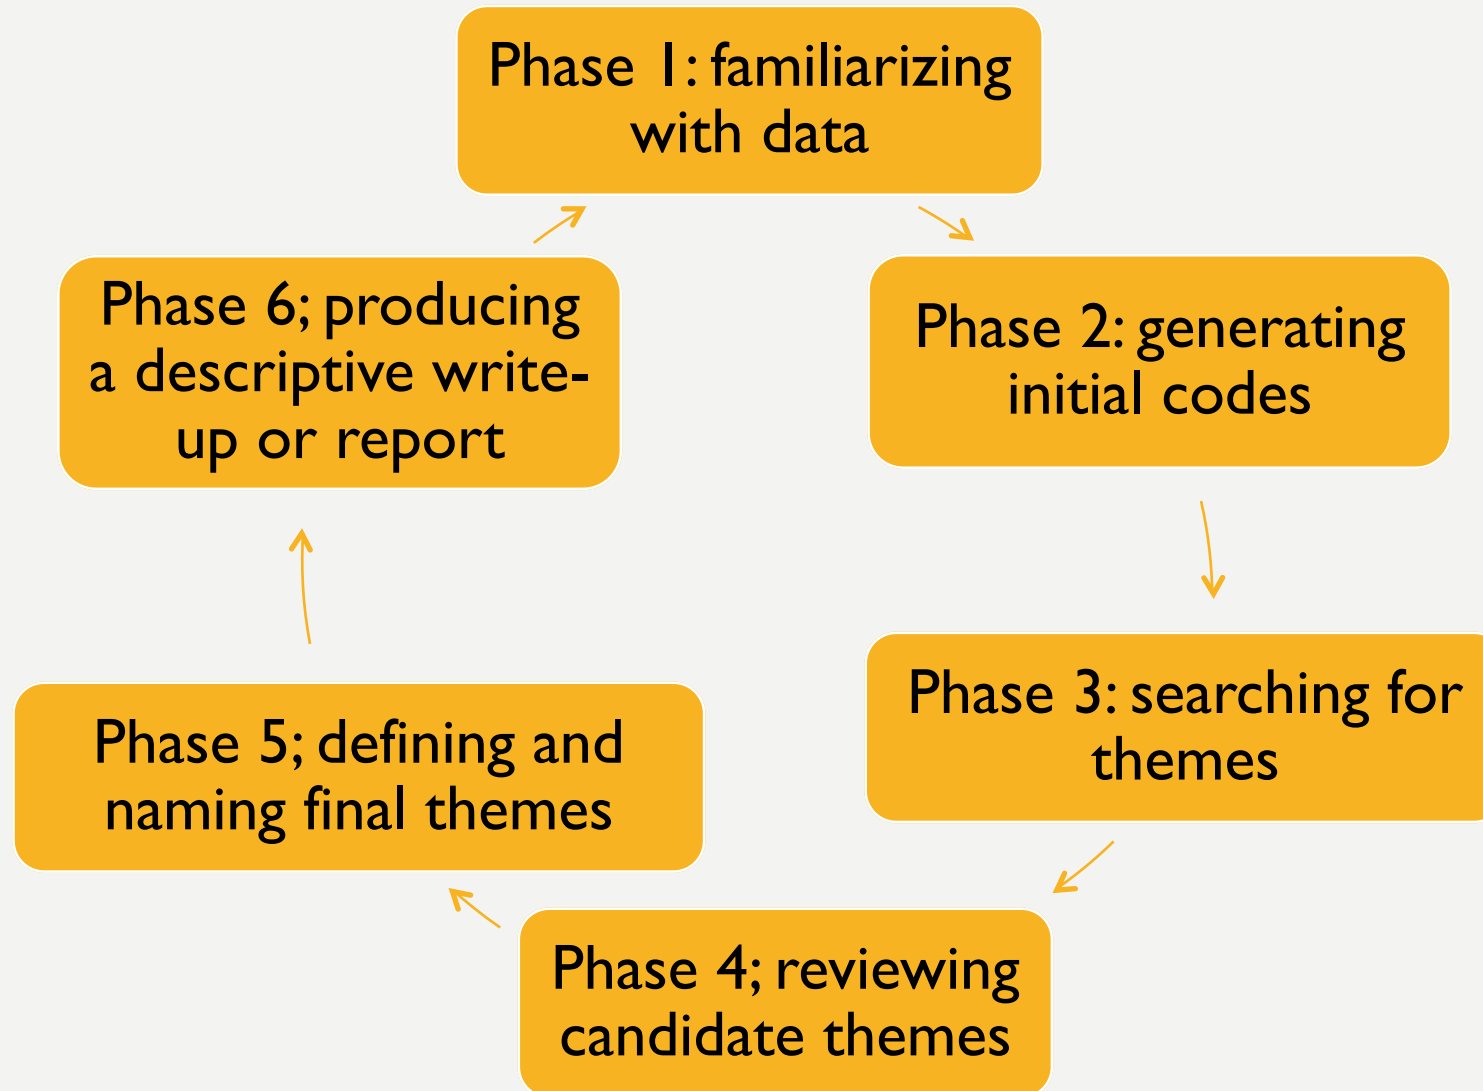 Phase 1: familiarizing
with data
Phase 2: generating
initial codes
Phase 3: searching for
themes
Phase 4; reviewing
candidate themes
Phase 5; defining and
naming final themes
Phase 6; producing
a descriptive write-
up or report